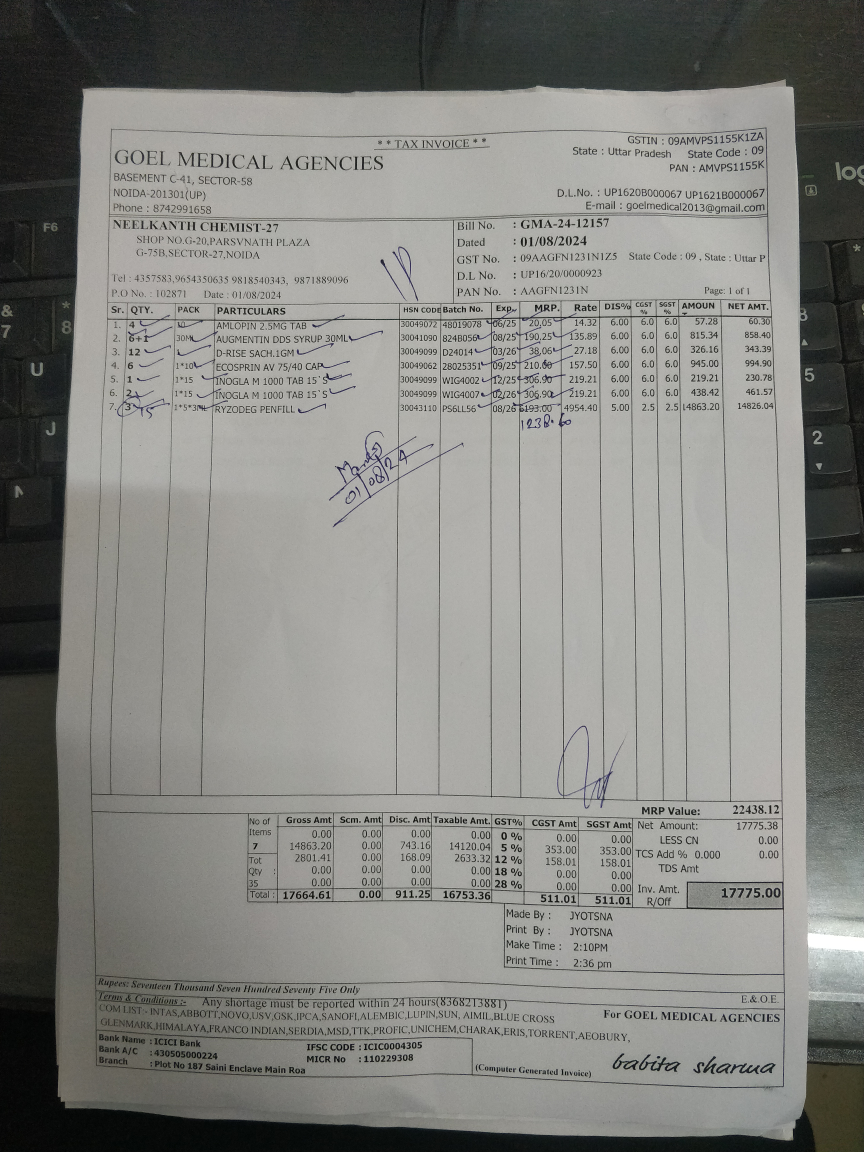 * * TAX INVOICE * *
GSTIN : 09AMVPS1155K1ZA
State : Uttar Pradesh State Code : 09
PAN : AMVPS1155K
GOEL MEDICAL AGENCIES
BASEMENT C-41, SECTOR-58
NOIDA-201301(UP)
Phone : 8742991658
D.L.No. : UP1620B000067 UP1621B000067
E-mail : goelmedical2013@gmail.com
NEELKANTH CHEMIST-27
SHOP NO.G-20,PARSVNATH PLAZA
G-75B,SECTOR-27,NOIDA
Tel : 4357583,9654350635 9818540343, 9871889096
P.O No. : 102871 Date : 01/08/2024
Bill No. : GMA-24-12157
Dated : 01/08/2024
GST No. : 09AAGFN1231N1Z5 State Code : 09 , State : Uttar P
D.L No. : UP16/20/0000923
PAN No. : AAGFN1231N Page: 1 of 1
Sr. QTY. PACK PARTICULARS HSN CODE Batch No. Exp. MRP. Rate DIS% CGST % SGST % AMOUN NET AMT.
1. 4 AMLOPIN 2.5MG TAB 30049072 48019078 06/25 20.05 14.32 6.00 6.0 6.0 57.28 60.30
2. 6+1 30ML AUGMENTIN DDS SYRUP 30ML 30041090 824B056 08/25 190.25 135.89 6.00 6.0 6.0 815.34 858.40
3. 12 1 D-RISE SACH.1GM 30049099 D24014 03/26 38.06 27.18 6.00 6.0 6.0 326.16 343.39
4. 6 1*10 ECOSPRIN AV 75/40 CAP 30049062 28025351 09/25 210.00 157.50 6.00 6.0 6.0 945.00 994.90
5. 1 1*15 INOGLA M 1000 TAB 15`S 30049099 WIG4002 12/25 306.90 219.21 6.00 6.0 6.0 219.21 230.78
6. 2 1*15 INOGLA M 1000 TAB 15`S 30049099 WIG4007 02/26 306.90 219.21 6.00 6.0 6.0 438.42 461.57
7. 3 15 1*5*3ML RYZODEG PENFILL 30043110 PS6LL56 08/26 6193.00 4954.40 5.00 2.5 2.5 14863.20 14826.04
1238.60
01/08/24
MRP Value: 22438.12
No of Items 7 Tot Qty : 35
Gross Amt Scm. Amt Disc. Amt Taxable Amt. GST% CGST Amt SGST Amt
0.00 0.00 0.00 0.00 0 % 0.00 0.00
14863.20 0.00 743.16 14120.04 5 % 353.00 353.00
2801.41 0.00 168.09 2633.32 12 % 158.01 158.01
0.00 0.00 0.00 0.00 18 % 0.00 0.00
0.00 0.00 0.00 0.00 28 % 0.00 0.00
Total : 17664.61 0.00 911.25 16753.36 511.01 511.01
Net Amount: 17775.38
LESS CN 0.00
TCS Add % 0.000 0.00
TDS Amt
Inv. Amt. R/Off 17775.00
Made By : JYOTSNA
Print By : JYOTSNA
Make Time : 2:10PM
Print Time : 2:36 pm
Rupees: Seventeen Thousand Seven Hundred Seventy Five Only
E.& O.E.
Terms & Conditions :- Any shortage must be reported within 24 hours(8368213881)
COM LIST:- INTAS,ABBOTT,NOVO,USV,GSK,IPCA,SANOFI,ALEMBIC,LUPIN,SUN, AIMIL,BLUE CROSS
GLENMARK,HIMALAYA,FRANCO INDIAN,SERDIA,MSD,TTK,PROFIC,UNICHEM,CHARAK,ERIS,TORRENT,AEOBURY,
For GOEL MEDICAL AGENCIES
Bank Name : ICICI Bank IFSC CODE : ICIC0004305
Bank A/C : 430505000224 MICR No : 110229308
Branch : Plot No 187 Saini Enclave Main Roa
(Computer Generated Invoice)
babita sharma
F6
&
7
*
8
U
J
N
log
8
5
2